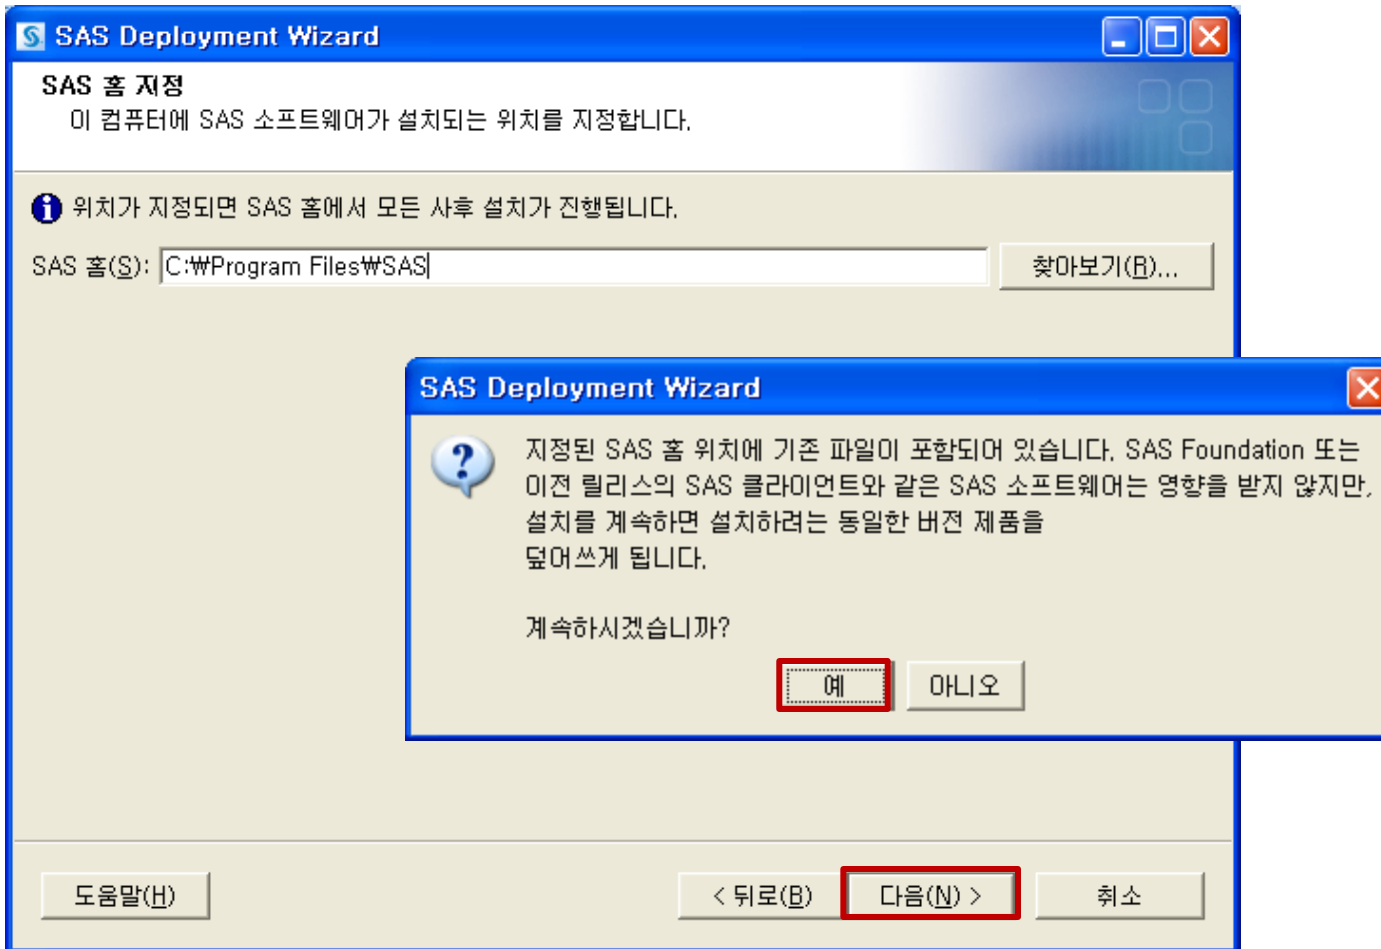 SAS Deployment Wizard
SAS 홈 지정
이 컴퓨터에 SAS 소프트웨어가 설치되는 위치를 지정합니다.
위치가 지정되면 SAS 홈에서 모든 사후 설치가 진행됩니다.
SAS 홈(S): C:₩Program Files₩SAS 찾아보기(R)...
SAS Deployment Wizard
지정된 SAS 홈 위치에 기존 파일이 포함되어 있습니다. SAS Foundation 또는
이전 릴리스의 SAS 클라이언트와 같은 SAS 소프트웨어는 영향을 받지 않지만,
설치를 계속하면 설치하려는 동일한 버전 제품을
덮어쓰게 됩니다.
계속하시겠습니까?
예 아니오
도움말(H) < 뒤로(B) 다음(N) > 취소